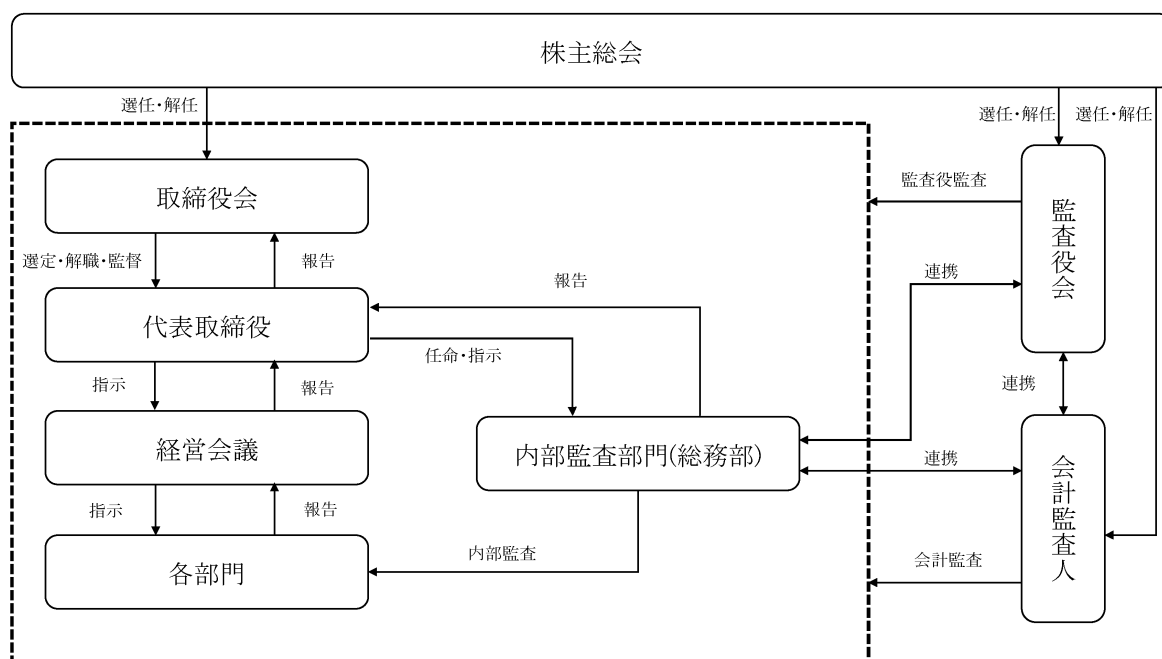 株主総会
選任・解任
選任・解任
選任・解任
取締役会
監査役監査
監査役会
選定・解職・監督
報告
報告
連携
代表取締役
任命・指示
指示
報告
連携
経営会議
内部監査部門(総務部)
連携
会計監査人
指示
報告
内部監査
会計監査
各部門